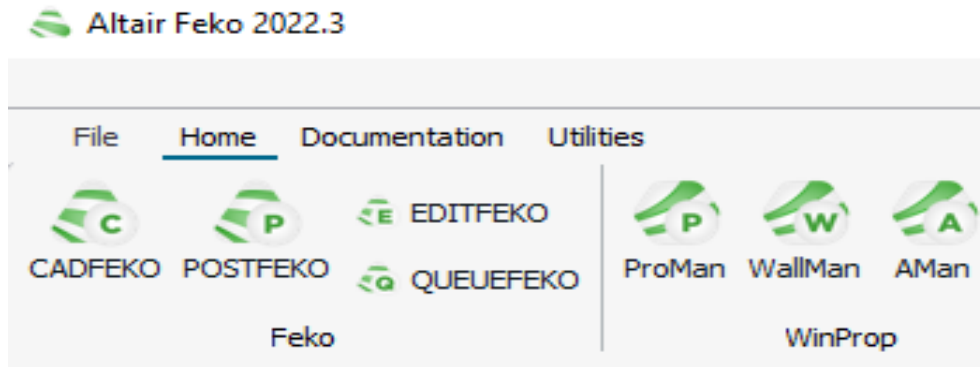 Altair Feko 2022.3
File Home Documentation Utilities
C P E EDITFEKO P W A
CADFEKO POSTFEKO Q QUEUEFEKO ProMan WallMan AMan
Feko WinProp